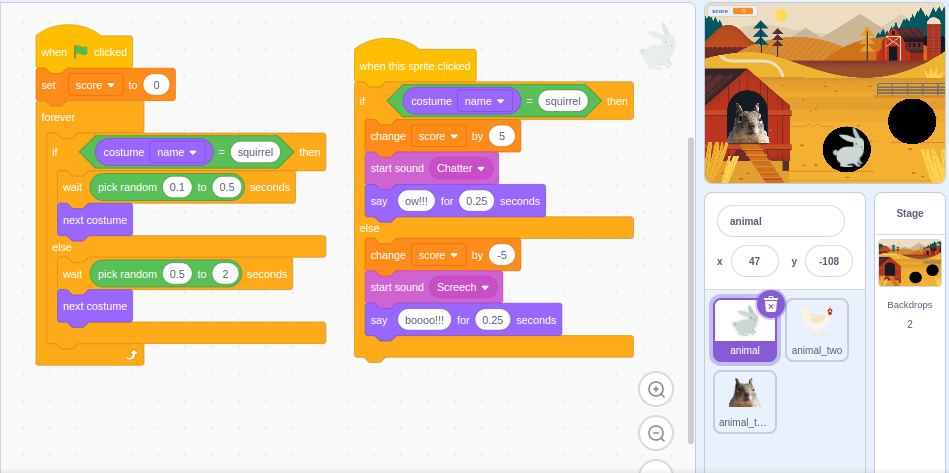 when clicked
set score to 0
forever
if costume name = squirrel then
wait pick random 0.1 to 0.5 seconds
next costume
else
wait pick random 0.5 to 2 seconds
next costume
when this sprite clicked
if costume name = squirrel then
change score by 5
start sound Chatter
say ow!!! for 0.25 seconds
else
change score by -5
start sound Screech
say boooo!!! for 0.25 seconds
score -5
animal
x 47 y -108
animal
animal_two
animal_t...
Stage
Backdrops
2